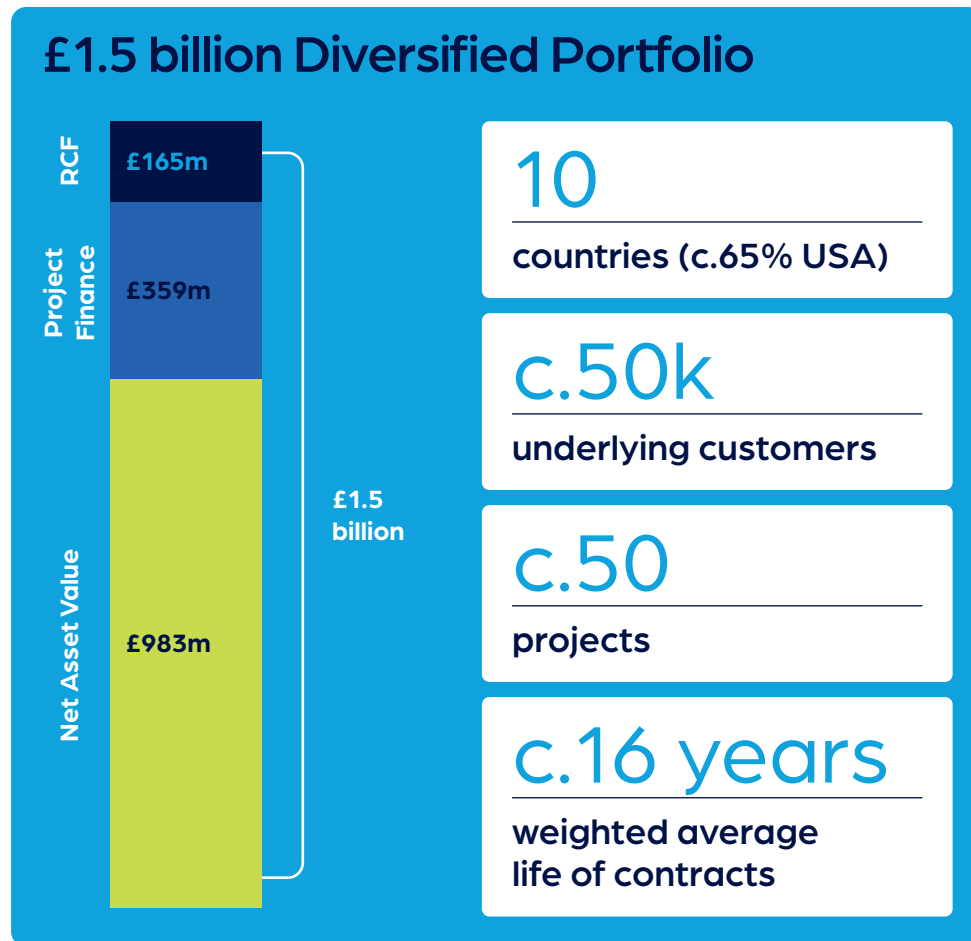 £1.5 billion Diversified Portfolio
RCF
£165m
Project
Finance
£359m
Net Asset Value
£983m
£1.5
billion
10
countries (c.65% USA)
c.50k
underlying customers
c.50
projects
c.16 years
weighted average
life of contracts